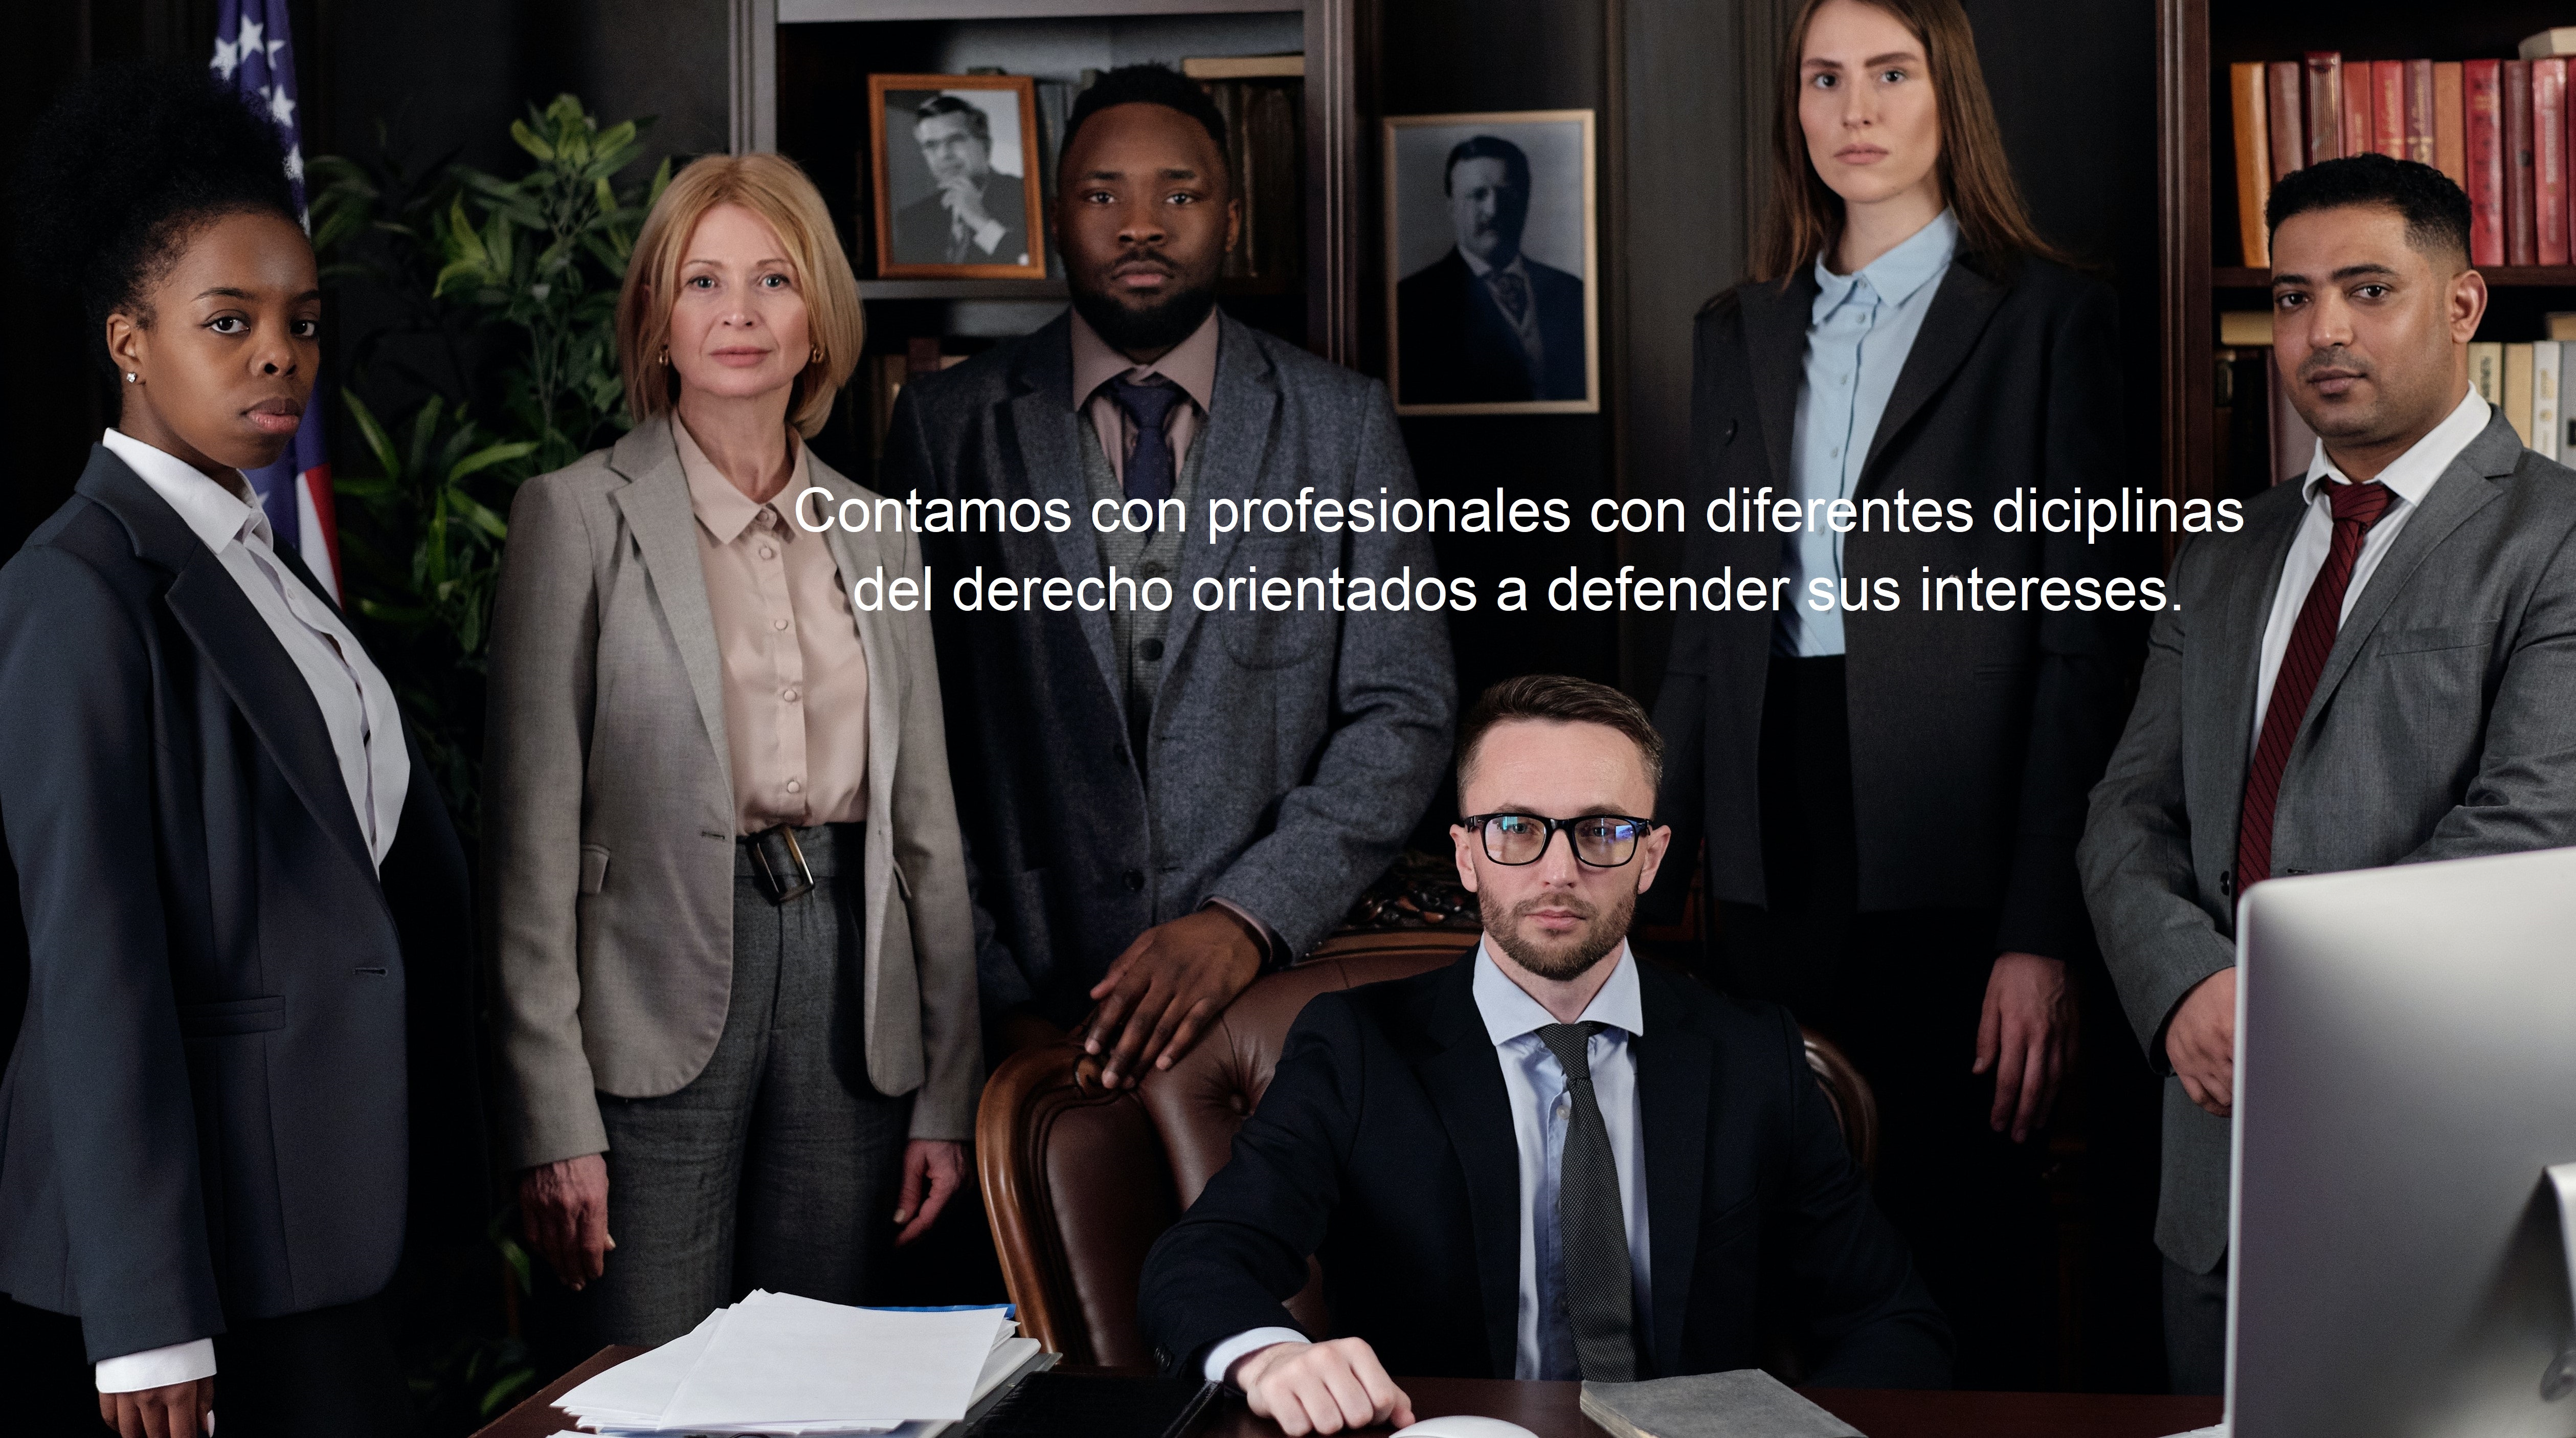 Contamos con profesionales con diferentes diciplinas
del derecho orientados a defender sus intereses.